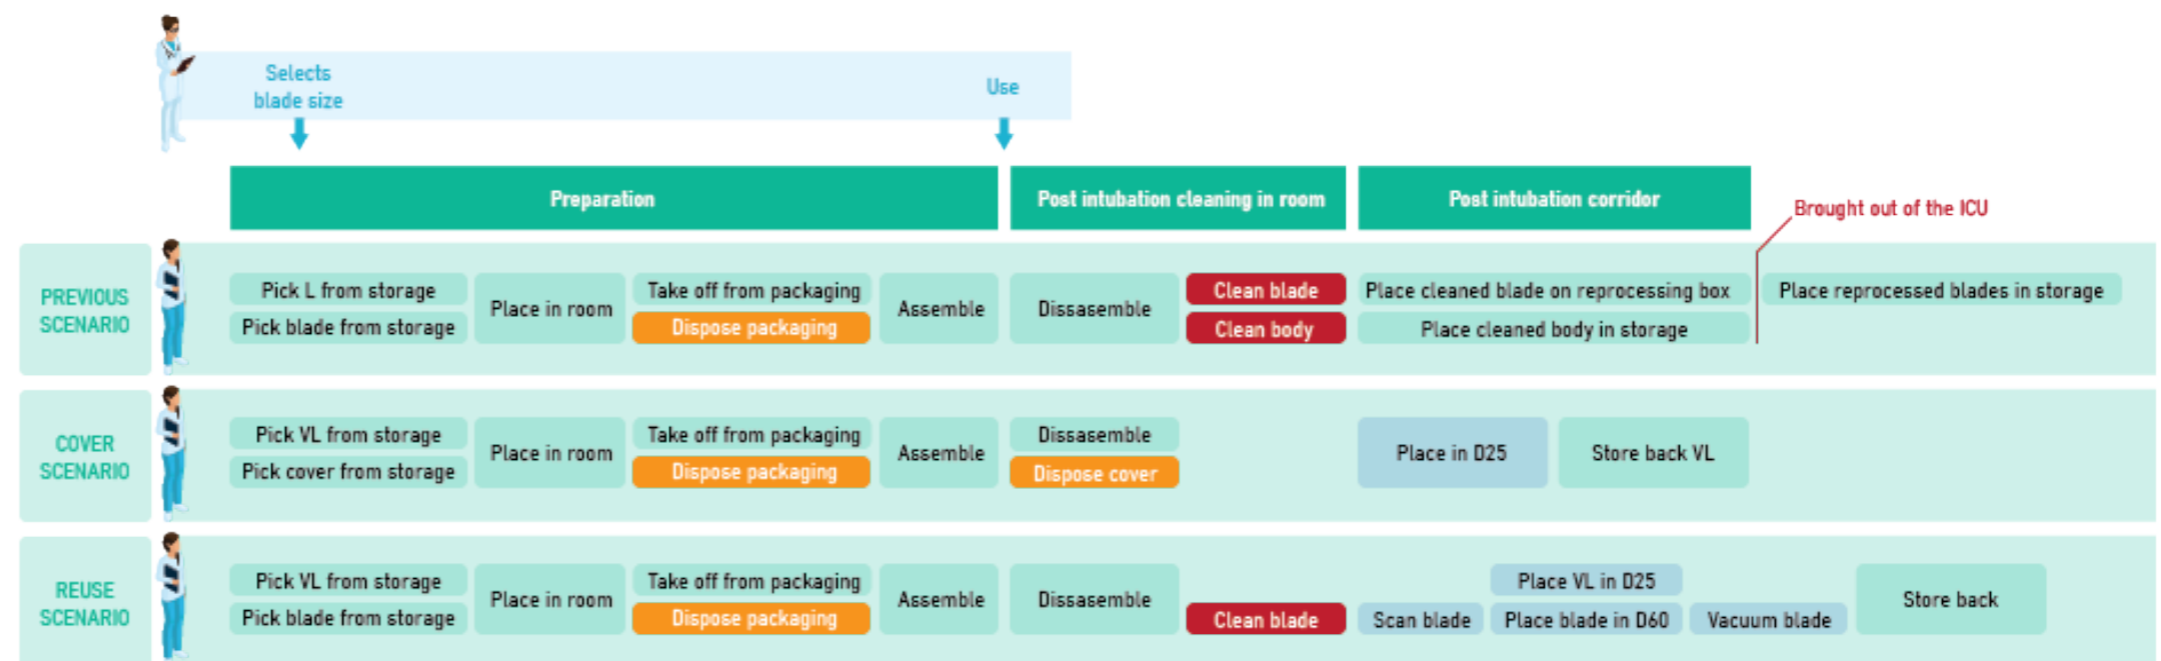 Selects
blade size
Use
Preparation
Post intubation cleaning in room
Post intubation corridor
Brought out of the ICU
PREVIOUS
SCENARIO
Pick L from storage
Pick blade from storage
Place in room
Take off from packaging
Dispose packaging
Assemble
Dissasemble
Clean blade
Clean body
Place cleaned blade on reprocessing box
Place cleaned body in storage
Place reprocessed blades in storage
COVER
SCENARIO
Pick VL from storage
Pick cover from storage
Place in room
Take off from packaging
Dispose packaging
Assemble
Dissasemble
Dispose cover
Place in D25
Store back VL
REUSE
SCENARIO
Pick VL from storage
Pick blade from storage
Place in room
Take off from packaging
Dispose packaging
Assemble
Dissasemble
Clean blade
Scan blade
Place VL in D25
Place blade in D60
Vacuum blade
Store back